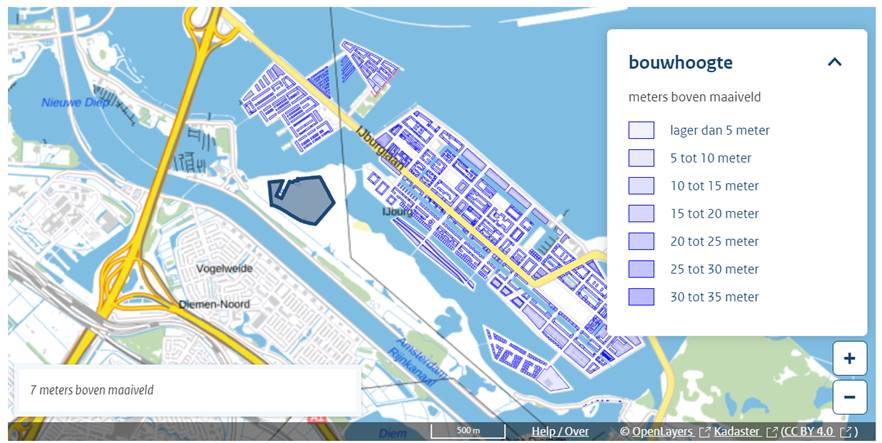 bouwhoogte
meters boven maaiveld
lager dan 5 meter
5 tot 10 meter
10 tot 15 meter
15 tot 20 meter
20 tot 25 meter
25 tot 30 meter
30 tot 35 meter
Nieuwe Diep
IJburglaan
IJburg
Vogelweide
Diemen-Noord
Amsterdam
Rijnkanaal
Diem
7 meters boven maaiveld
+
−
500 m
Help / Over
© OpenLayers Kadaster (CC BY 4.0 )